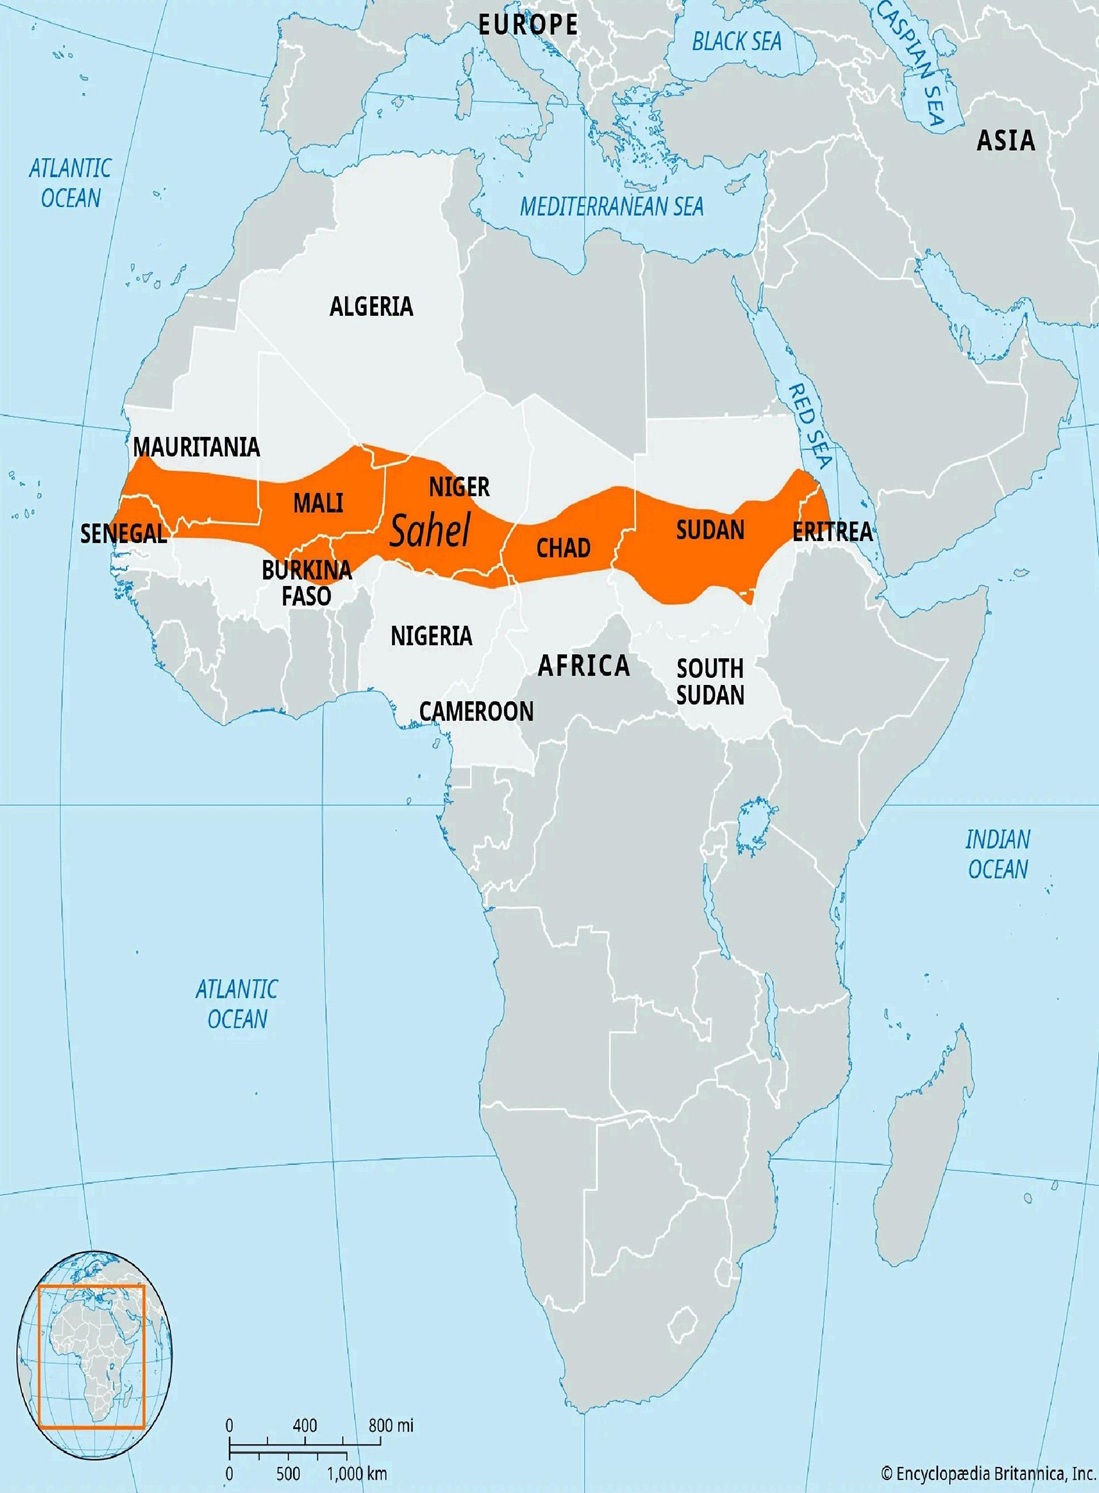 EUROPE
BLACK SEA
CASPIAN SEA
ASIA
ATLANTIC
OCEAN
MEDITERRANEAN SEA
ALGERIA
RED SEA
MAURITANIA
MALI
NIGER
Sahel
SENEGAL
CHAD
SUDAN
ERITREA
BURKINA
FASO
NIGERIA
AFRICA
SOUTH
SUDAN
CAMEROON
INDIAN
OCEAN
ATLANTIC
OCEAN
0 400 800 mi
0 500 1,000 km
© Encyclopædia Britannica, Inc.